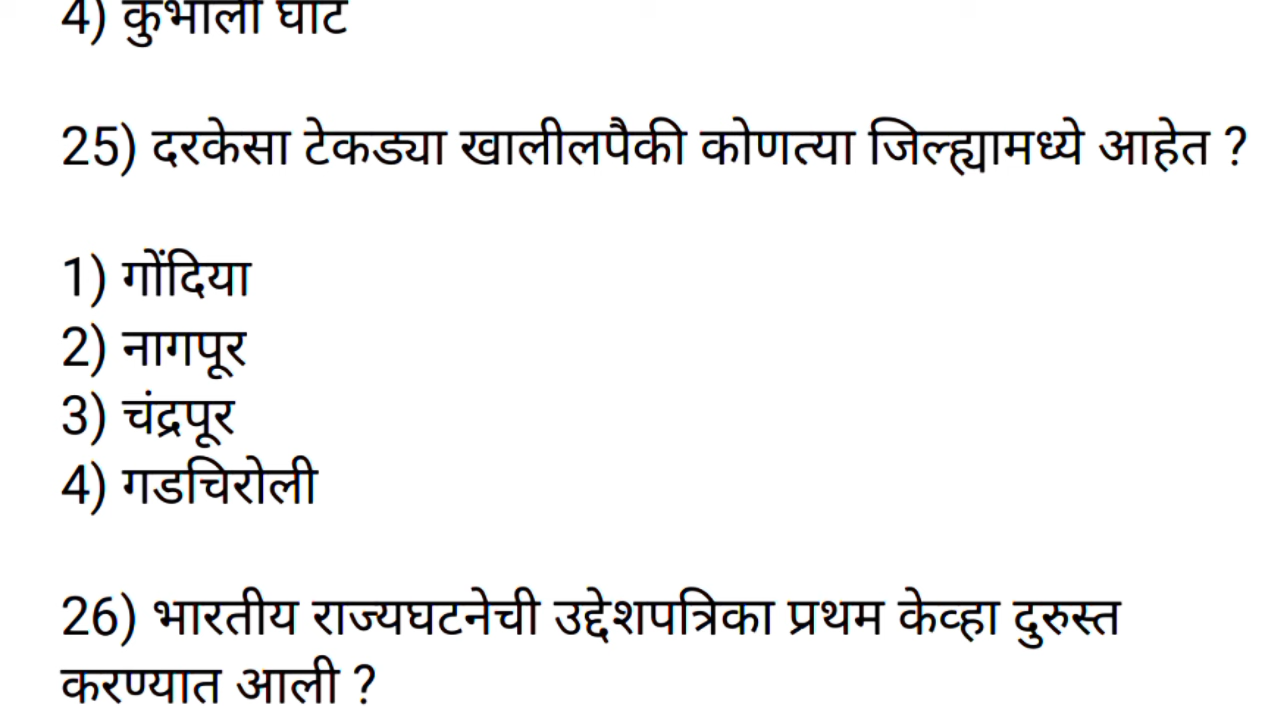 4) कुंभार्ली घाट
25) दरकेसा टेकड्या खालीलपैकी कोणत्या जिल्ह्यामध्ये आहेत ?
1) गोंदिया
2) नागपूर
3) चंद्रपूर
4) गडचिरोली
26) भारतीय राज्यघटनेची उद्देशपत्रिका प्रथम केव्हा दुरुस्त
करण्यात आली ?